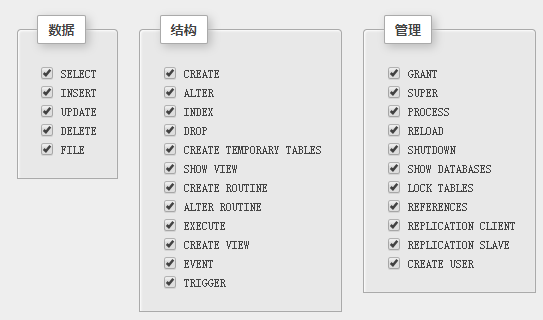 数据
SELECT
INSERT
UPDATE
DELETE
FILE
结构
CREATE
ALTER
INDEX
DROP
CREATE TEMPORARY TABLES
SHOW VIEW
CREATE ROUTINE
ALTER ROUTINE
EXECUTE
CREATE VIEW
EVENT
TRIGGER
管理
GRANT
SUPER
PROCESS
RELOAD
SHUTDOWN
SHOW DATABASES
LOCK TABLES
REFERENCES
REPLICATION CLIENT
REPLICATION SLAVE
CREATE USER